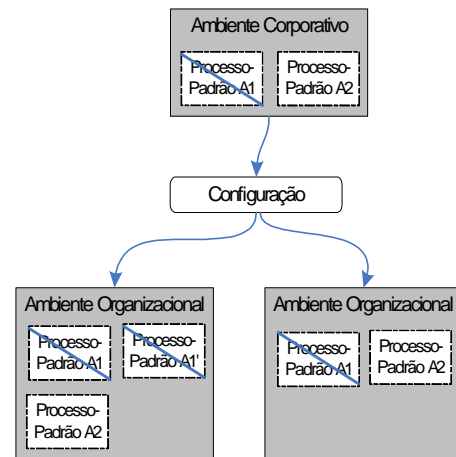 Ambiente Corporativo
Processo-
Padrão A1
Processo-
Padrão A2
Configuração
Ambiente Organizacional
Processo-
Padrão A1
Processo-
Padrão A1'
Processo-
Padrão A2
Ambiente Organizacional
Processo-
Padrão A1
Processo-
Padrão A2